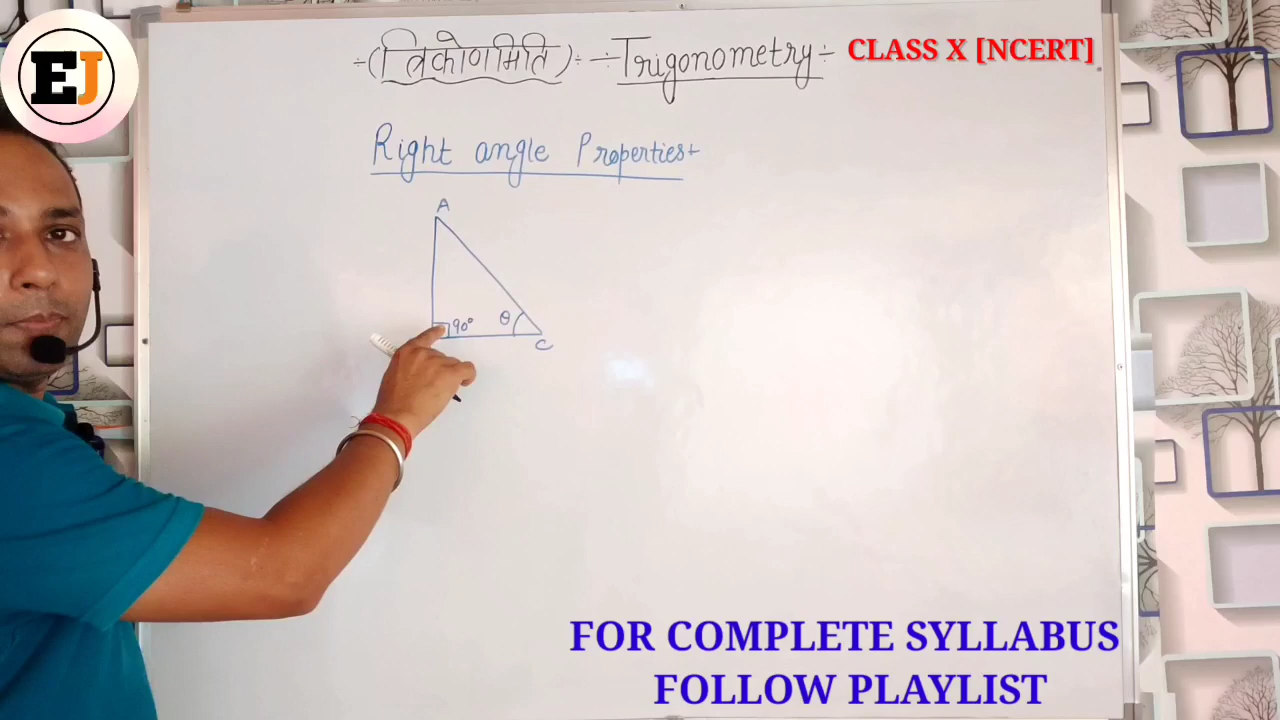 EJ
÷(त्रिकोणमिति)÷ ÷Trigonometry÷ CLASS X [NCERT]
Right angle Properties÷
A
90° θ
C
FOR COMPLETE SYLLABUS
FOLLOW PLAYLIST